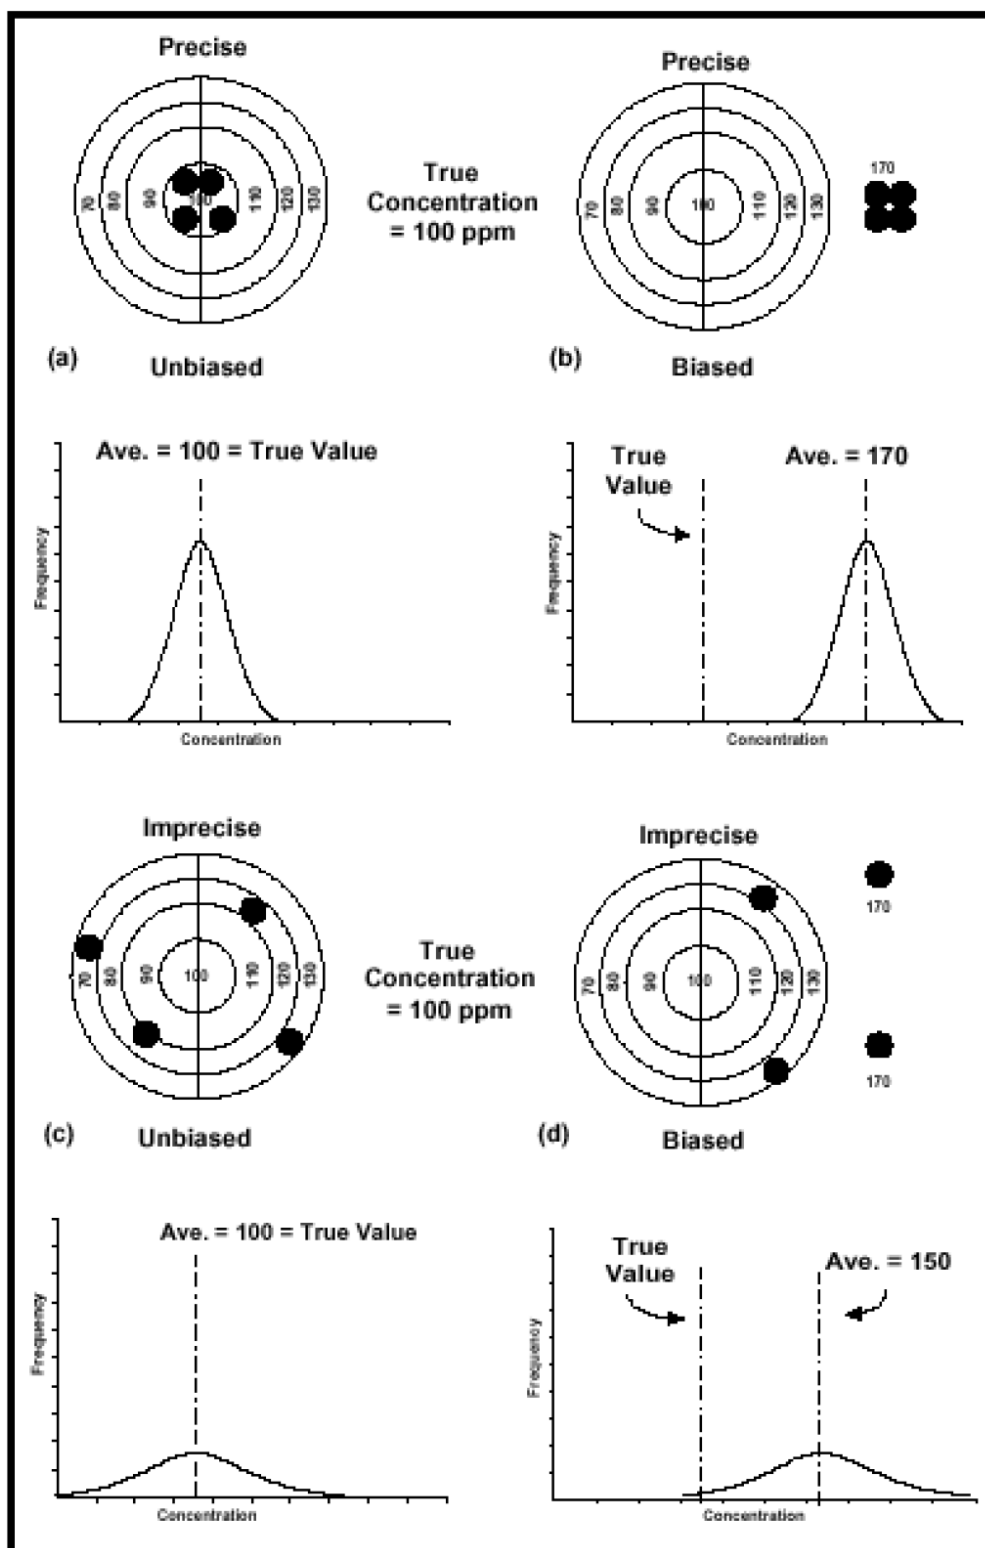 Precise
70 80 90 100 110 120 130
(a)
Unbiased
True
Concentration
= 100 ppm
Precise
170
70 80 90 100 110 120 130
(b)
Biased
Ave. = 100 = True Value
Frequency
Concentration
True
Value
Ave. = 170
Frequency
Concentration
Imprecise
70 80 90 100 110 120 130
(c)
Unbiased
True
Concentration
= 100 ppm
Imprecise
170
70 80 90 100 110 120 130
170
(d)
Biased
Ave. = 100 = True Value
Frequency
Concentration
True
Value
Ave. = 150
Frequency
Concentration